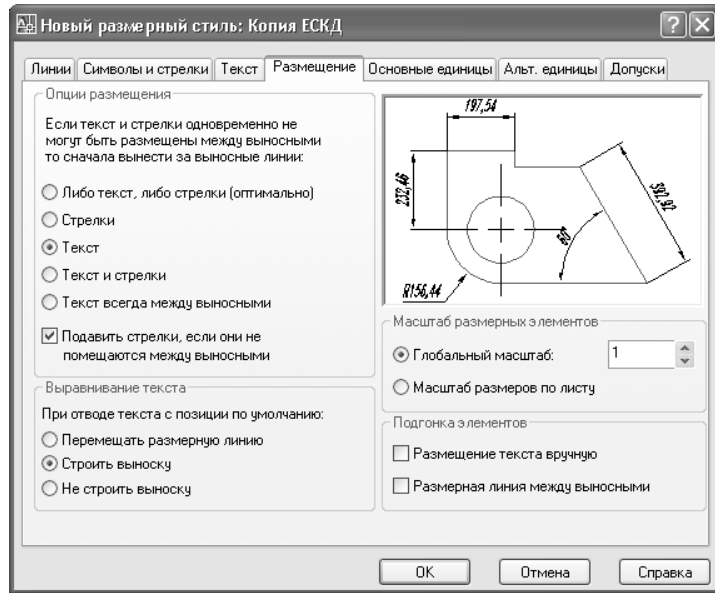 Новый размерный стиль: Копия ЕСКД
Линии Символы и стрелки Текст Размещение Основные единицы Альт. единицы Допуски
Опции размещения
Если текст и стрелки одновременно не
могут быть размещены между выносными
то сначала вынести за выносные линии:
Либо текст, либо стрелки (оптимально)
Стрелки
Текст
Текст и стрелки
Текст всегда между выносными
Подавить стрелки, если они не
помещаются между выносными
Выравнивание текста
При отводе текста с позиции по умолчанию:
Перемещать размерную линию
Строить выноску
Не строить выноску
197,54
232,46
392,92
60°
R156,44
Масштаб размерных элементов
Глобальный масштаб: 1
Масштаб размеров по листу
Подгонка элементов
Размещение текста вручную
Размерная линия между выносными
OK Отмена Справка